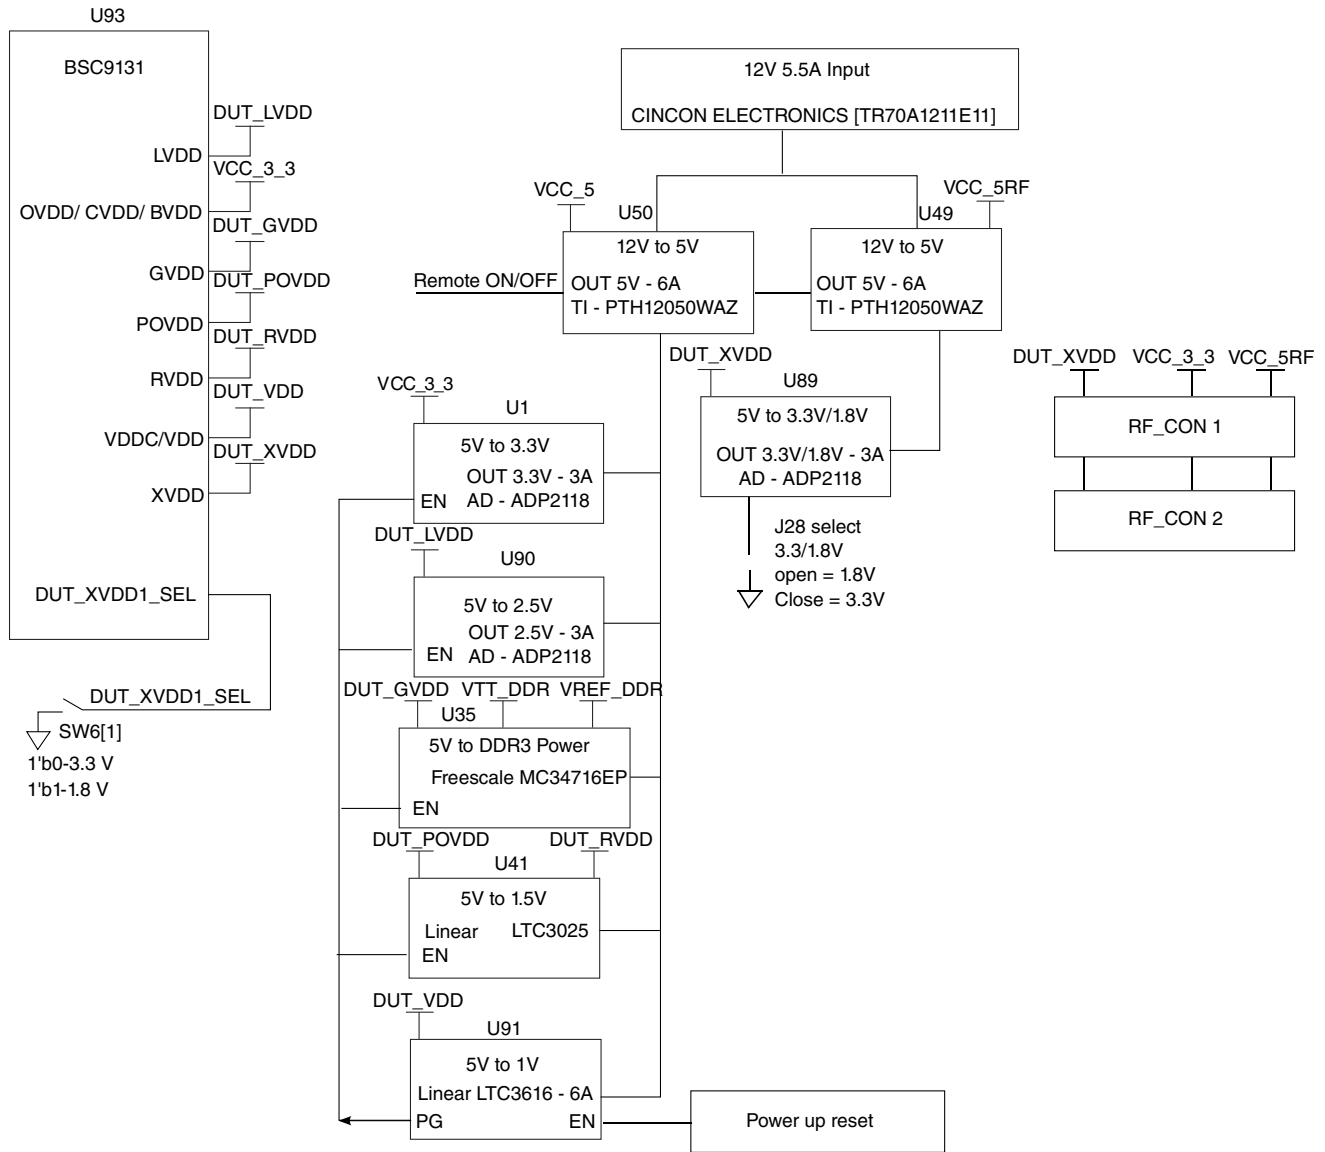 U93
BSC9131
DUT_LVDD
LVDD
VCC_3_3
OVDD/ CVDD/ BVDD
DUT_GVDD
GVDD
DUT_POVDD
POVDD
DUT_RVDD
RVDD
DUT_VDD
VDDC/VDD
DUT_XVDD
XVDD
DUT_XVDD1_SEL
DUT_XVDD1_SEL
SW6[1]
1'b0-3.3 V
1'b1-1.8 V
12V 5.5A Input
CINCON ELECTRONICS [TR70A1211E11]
VCC_5
U50
12V to 5V
OUT 5V - 6A
TI - PTH12050WAZ
Remote ON/OFF
VCC_5RF
U49
12V to 5V
OUT 5V - 6A
TI - PTH12050WAZ
DUT_XVDD
U89
5V to 3.3V/1.8V
OUT 3.3V/1.8V - 3A
AD - ADP2118
J28 select
3.3/1.8V
open = 1.8V
Close = 3.3V
DUT_XVDD VCC_3_3 VCC_5RF
RF_CON 1
RF_CON 2
VCC_3_3
U1
5V to 3.3V
OUT 3.3V - 3A
EN AD - ADP2118
DUT_LVDD
U90
5V to 2.5V
OUT 2.5V - 3A
EN AD - ADP2118
DUT_GVDD VTT_DDR VREF_DDR
U35
5V to DDR3 Power
Freescale MC34716EP
EN
DUT_POVDD DUT_RVDD
U41
5V to 1.5V
Linear LTC3025
EN
DUT_VDD
U91
5V to 1V
Linear LTC3616 - 6A
PG EN
Power up reset